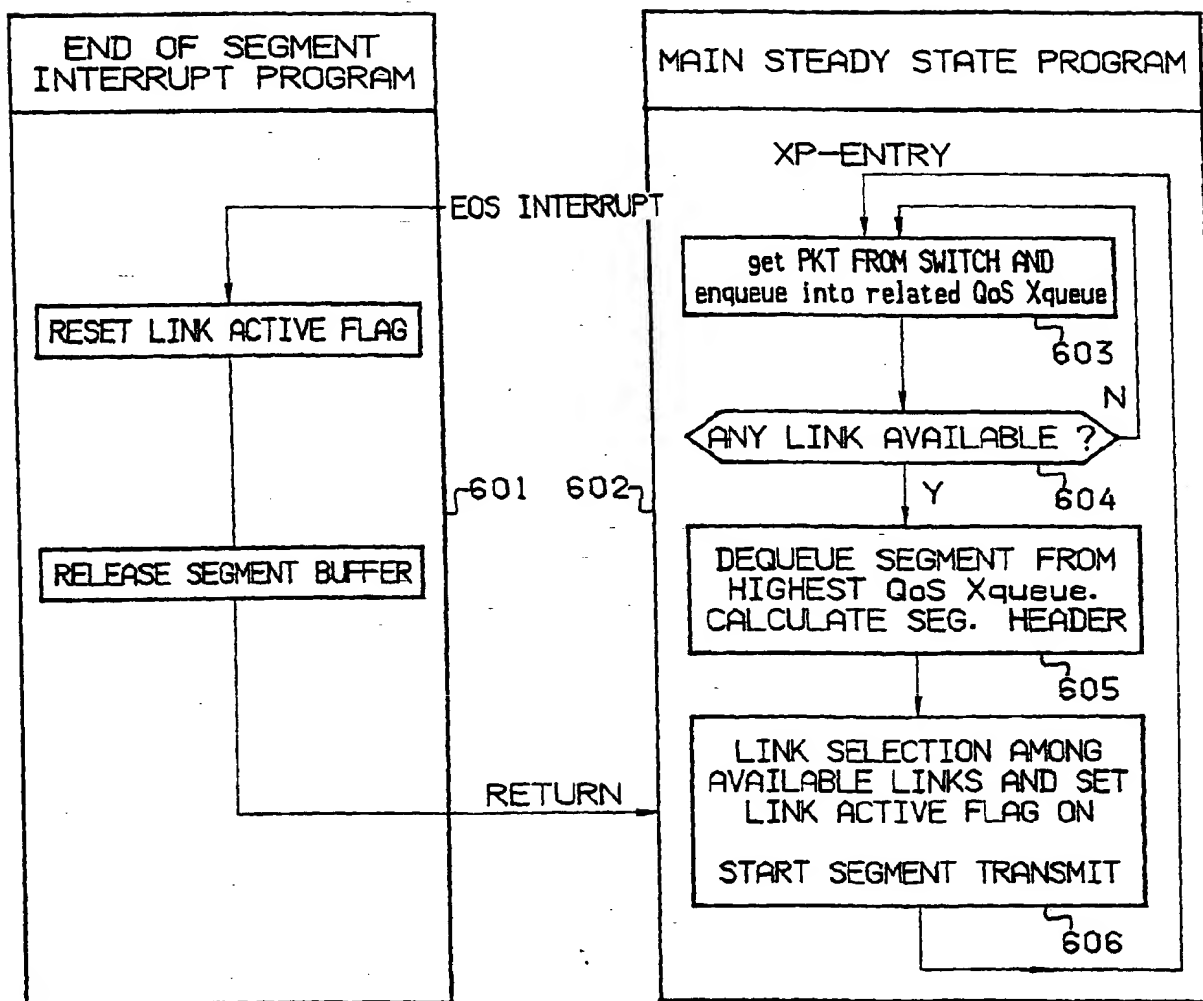 END OF SEGMENT
INTERRUPT PROGRAM
EOS INTERRUPT
RESET LINK ACTIVE FLAG
601
RELEASE SEGMENT BUFFER
RETURN
MAIN STEADY STATE PROGRAM
XP-ENTRY
get PKT FROM SWITCH AND
enqueue into related QoS Xqueue
603
N
ANY LINK AVAILABLE ?
604
Y
602
DEQUEUE SEGMENT FROM
HIGHEST QoS Xqueue.
CALCULATE SEG. HEADER
605
LINK SELECTION AMONG
AVAILABLE LINKS AND SET
LINK ACTIVE FLAG ON
START SEGMENT TRANSMIT
606